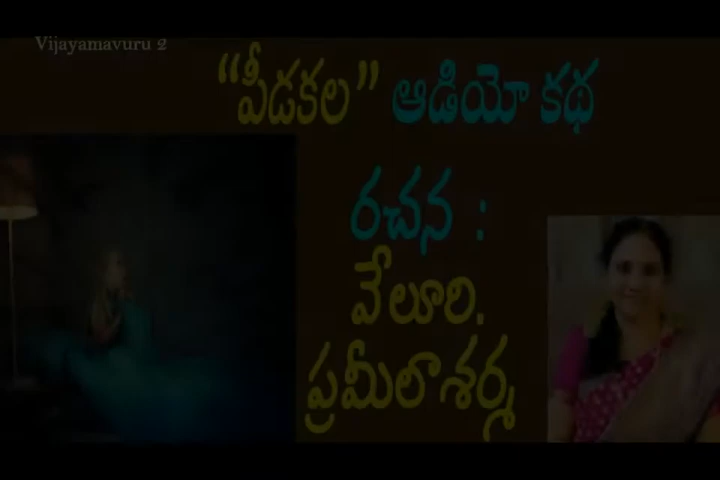 Vijayamavuru 2
“పీడకల” ఆడియో కథ
రచన :
వేలూరి.
ప్రమీలాశర్మ